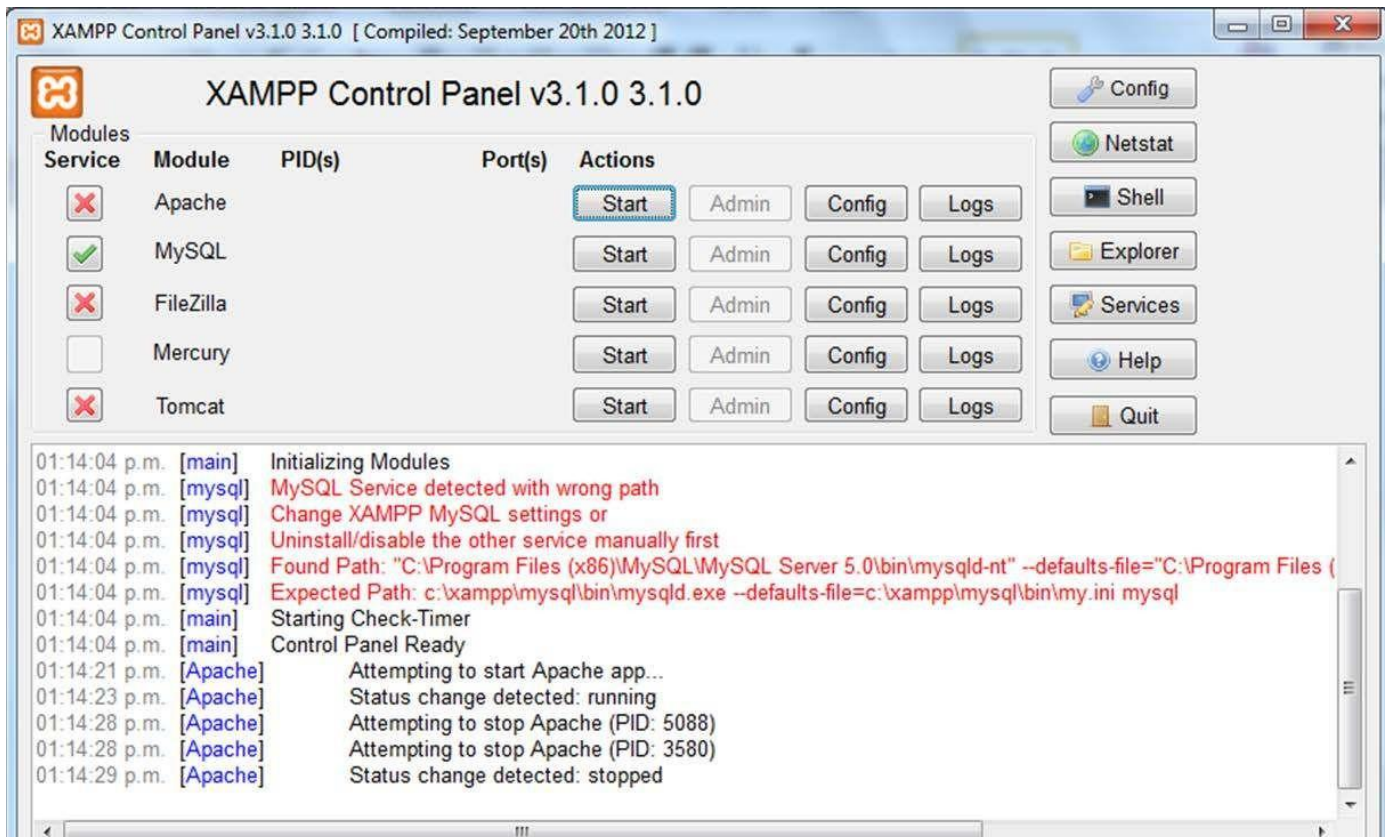 XAMPP Control Panel v3.1.0 3.1.0 [ Compiled: September 20th 2012 ]
XAMPP Control Panel v3.1.0 3.1.0
Config
Modules
Netstat
Service Module PID(s) Port(s) Actions
Shell
Apache Start Admin Config Logs
MySQL Start Admin Config Logs
Explorer
FileZilla Start Admin Config Logs
Services
Mercury Start Admin Config Logs
Help
Tomcat Start Admin Config Logs
Quit
01:14:04 p.m. [main] Initializing Modules
01:14:04 p.m. [mysql] MySQL Service detected with wrong path
01:14:04 p.m. [mysql] Change XAMPP MySQL settings or
01:14:04 p.m. [mysql] Uninstall/disable the other service manually first
01:14:04 p.m. [mysql] Found Path: "C:\Program Files (x86)\MySQL\MySQL Server 5.0\bin\mysqld-nt" --defaults-file="C:\Program Files (
01:14:04 p.m. [mysql] Expected Path: c:\xampp\mysql\bin\mysqld.exe --defaults-file=c:\xampp\mysql\bin\my.ini mysql
01:14:04 p.m. [main] Starting Check-Timer
01:14:04 p.m. [main] Control Panel Ready
01:14:21 p.m. [Apache] Attempting to start Apache app...
01:14:23 p.m. [Apache] Status change detected: running
01:14:28 p.m. [Apache] Attempting to stop Apache (PID: 5088)
01:14:28 p.m. [Apache] Attempting to stop Apache (PID: 3580)
01:14:29 p.m. [Apache] Status change detected: stopped